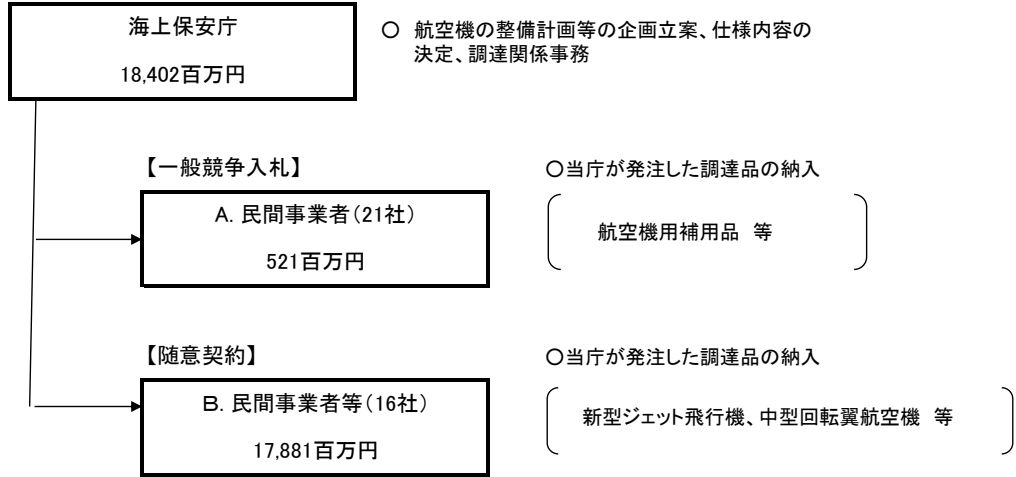 海上保安庁
18,402百万円
○ 航空機の整備計画等の企画立案、仕様内容の
決定、調達関係事務
【一般競争入札】
○当庁が発注した調達品の納入
A. 民間事業者(21社)
521百万円
航空機用補用品 等
【随意契約】
○当庁が発注した調達品の納入
B. 民間事業者等(16社)
17,881百万円
新型ジェット飛行機、中型回転翼航空機 等